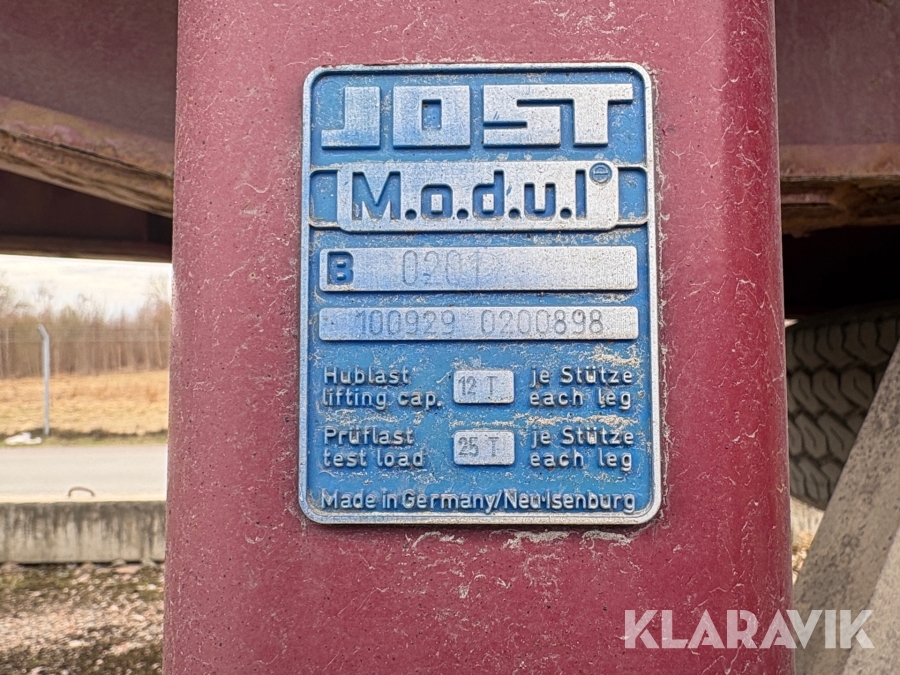 JOST
M.o.d.u.l
B 0201
100929 0200898
Hublast 12 T je Stütze
lifting cap. each leg
Prüflast 25 T je Stütze
test load each leg
Made in Germany/Neu Isenburg
KLARAVIK